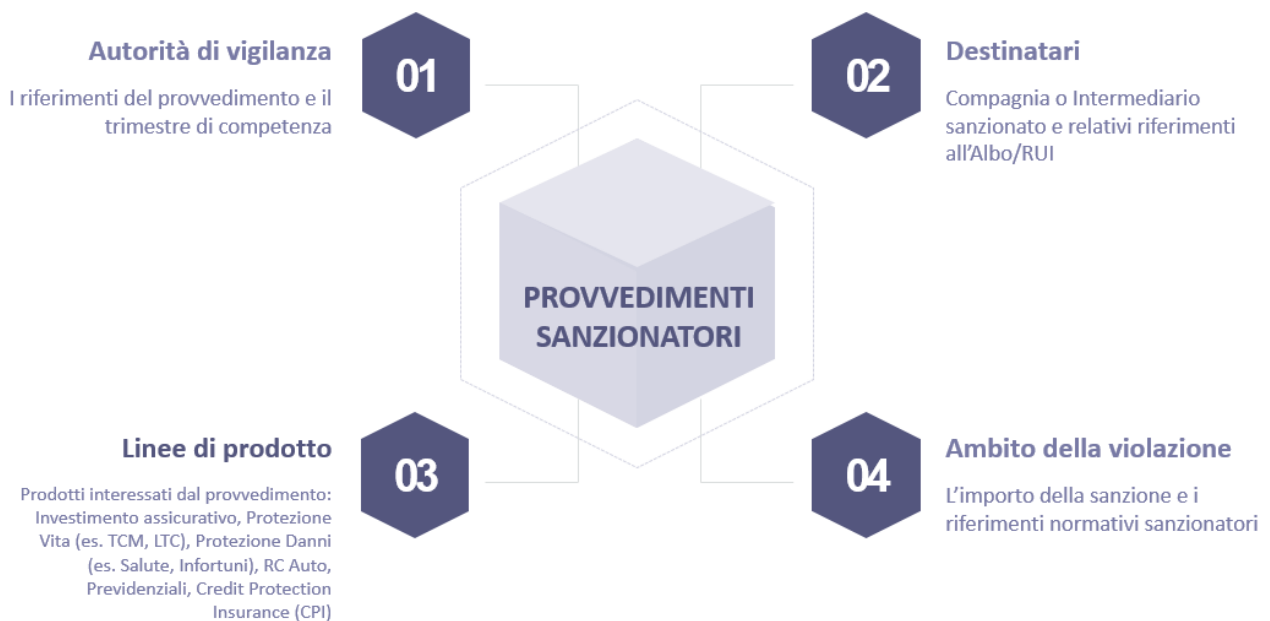 Autorità di vigilanza
I riferimenti del provvedimento e il
trimestre di competenza
01
02
Destinatari
Compagnia o Intermediario
sanzionato e relativi riferimenti
all'Albo/RUI
PROVVEDIMENTI
SANZIONATORI
Linee di prodotto
Prodotti interessati dal provvedimento:
Investimento assicurativo, Protezione
Vita (es. TCM, LTC), Protezione Danni
(es. Salute, Infortuni), RC Auto,
Previdenziali, Credit Protection
Insurance (CPI)
03
04
Ambito della violazione
L'importo della sanzione e i
riferimenti normativi sanzionatori